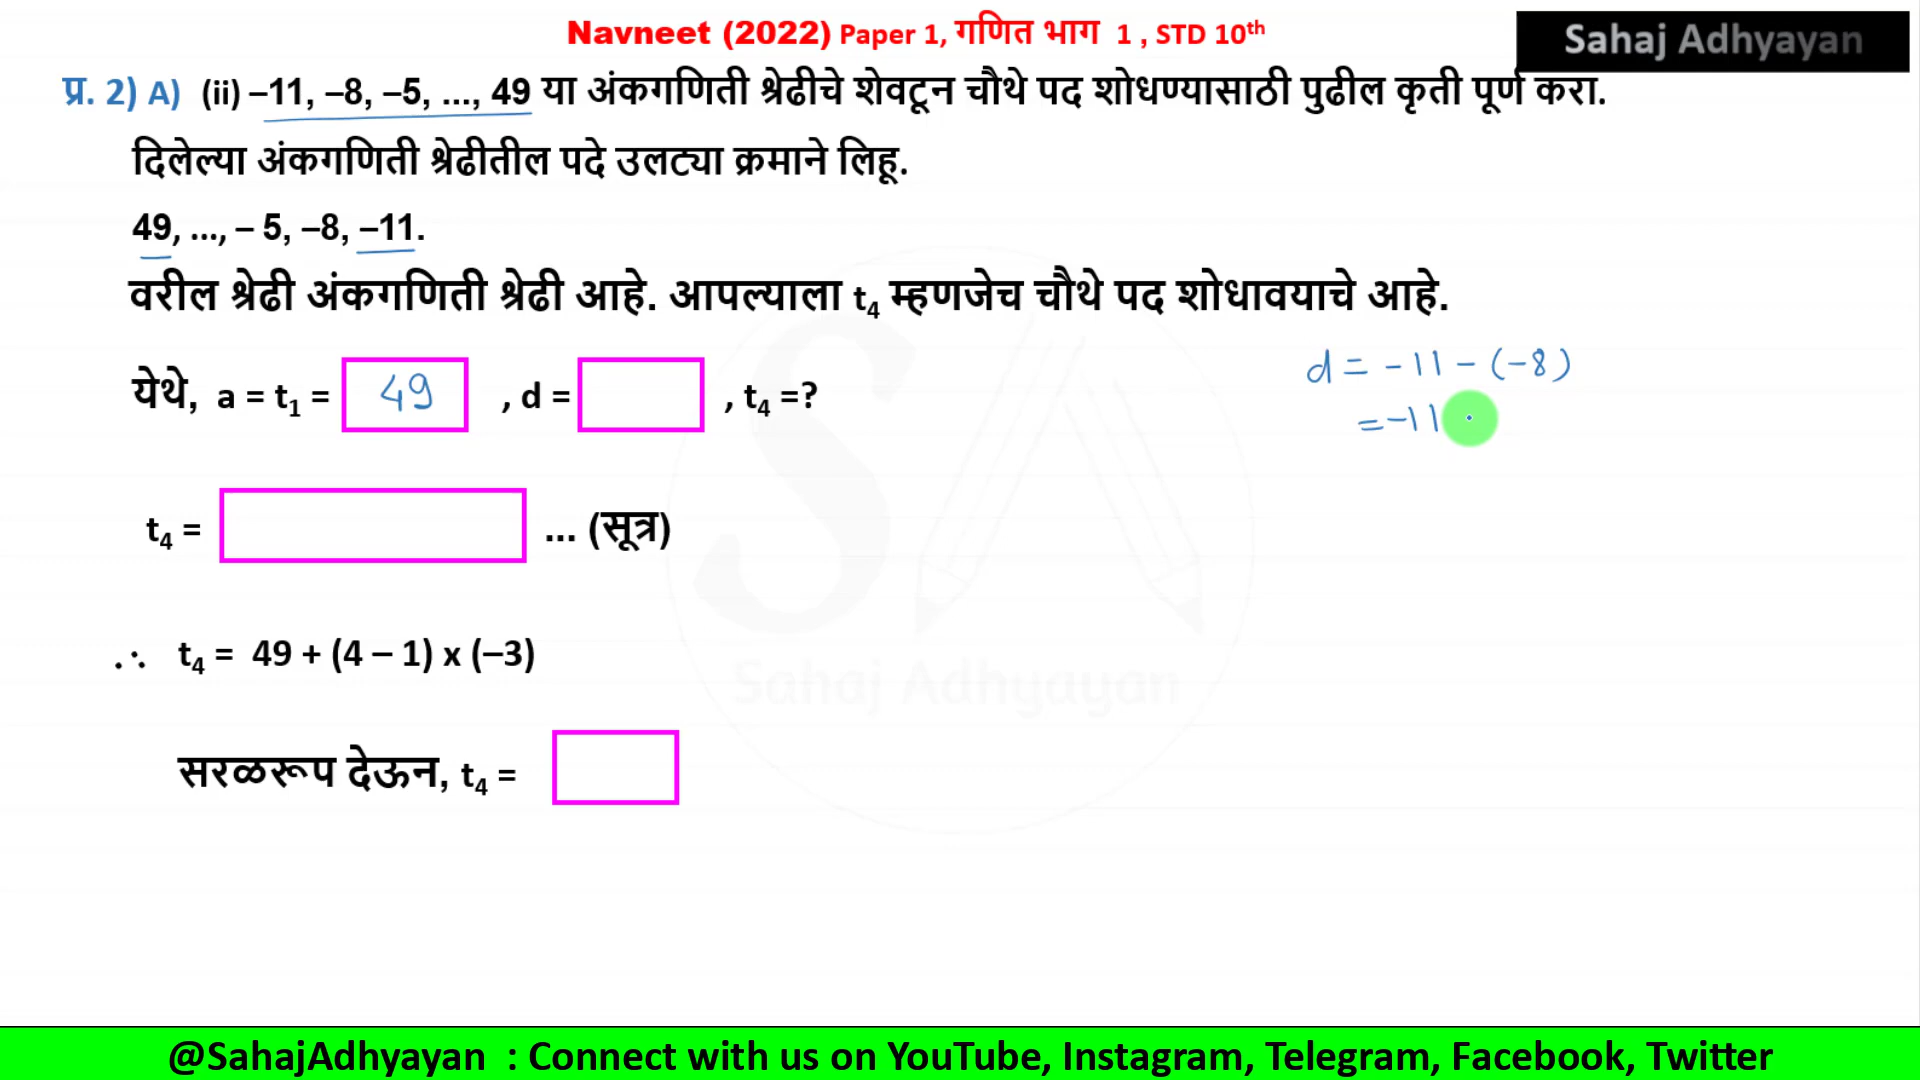 Navneet (2022) Paper 1, गणित भाग 1 , STD 10th
Sahaj Adhyayan
प्र. 2) A) (ii) –11, –8, –5, ..., 49 या अंकगणिती श्रेढीचे शेवटून चौथे पद शोधण्यासाठी पुढील कृती पूर्ण करा.
दिलेल्या अंकगणिती श्रेढीतील पदे उलट्या क्रमाने लिहू.
49, ..., – 5, –8, –11.
वरील श्रेढी अंकगणिती श्रेढी आहे. आपल्याला t4 म्हणजेच चौथे पद शोधावयाचे आहे.
येथे, a = t1 = 49 , d = , t4 =?
d = -11 - (-8)
= -11
t4 = ... (सूत्र)
∴ t4 = 49 + (4 – 1) x (–3)
Sahaj Adhyayan
सरळरूप देऊन, t4 =
@SahajAdhyayan : Connect with us on YouTube, Instagram, Telegram, Facebook, Twitter